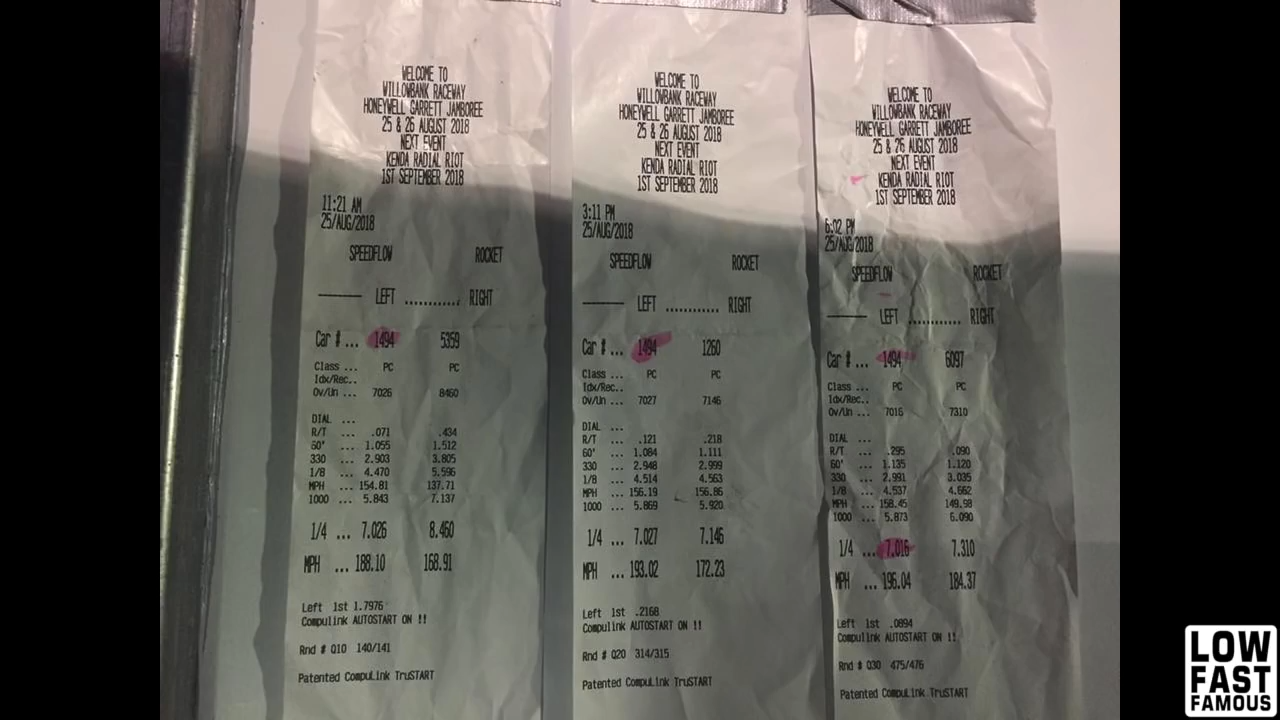 WELCOME TO
WILLOWBANK RACEWAY
HONEYWELL GARRETT JAMBOREE
25 & 26 AUGUST 2018
NEXT EVENT
KENDA RADIAL RIOT
1ST SEPTEMBER 2018
11:21 AM
25/AUG/2018
SPEEDFLOW ROCKET
LEFT ............ RIGHT
Car # ... 1494 5359
Class ... PC PC
Idx/Rec..
Ov/Un ... 7026 8460
DIAL ...
R/T ... .071 .434
60' ... 1.055 1.512
330 ... 2.903 3.805
1/8 ... 4.470 5.596
MPH ... 154.81 137.71
1000 ... 5.843 7.137
1/4 ... 7.026 8.460
MPH ... 188.10 168.91
Left 1st 1.7976
Compulink AUTOSTART ON !!
Rnd # Q10 140/141
Patented CompuLink TruSTART
WELCOME TO
WILLOWBANK RACEWAY
HONEYWELL GARRETT JAMBOREE
25 & 26 AUGUST 2018
NEXT EVENT
KENDA RADIAL RIOT
1ST SEPTEMBER 2018
3:11 PM
25/AUG/2018
SPEEDFLOW ROCKET
LEFT ............ RIGHT
Car # ... 1494 1260
Class ... PC PC
Idx/Rec..
Ov/Un ... 7027 7146
DIAL ...
R/T ... .121 .218
60' ... 1.084 1.111
330 ... 2.948 2.999
1/8 ... 4.514 4.563
MPH ... 156.19 156.86
1000 ... 5.869 5.920
1/4 ... 7.027 7.146
MPH ... 193.02 172.23
Left 1st .2168
Compulink AUTOSTART ON !!
Rnd # Q20 314/315
Patented CompuLink TruSTART
WELCOME TO
WILLOWBANK RACEWAY
HONEYWELL GARRETT JAMBOREE
25 & 26 AUGUST 2018
NEXT EVENT
KENDA RADIAL RIOT
1ST SEPTEMBER 2018
6:02 PM
25/AUG/2018
SPEEDFLOW ROCKET
LEFT ............ RIGHT
Car # ... 1494 6097
Class ... PC PC
Idx/Rec..
Ov/Un ... 7016 7310
DIAL ...
R/T ... .295 .090
60' ... 1.135 1.120
330 ... 2.991 3.035
1/8 ... 4.537 4.662
MPH ... 158.45 149.98
1000 ... 5.873 6.090
1/4 ... 7.016 7.310
MPH ... 196.04 184.37
Left 1st .0894
Compulink AUTOSTART ON !!
Rnd # Q30 475/476
Patented CompuLink TruSTART
LOW
FAST
FAMOUS